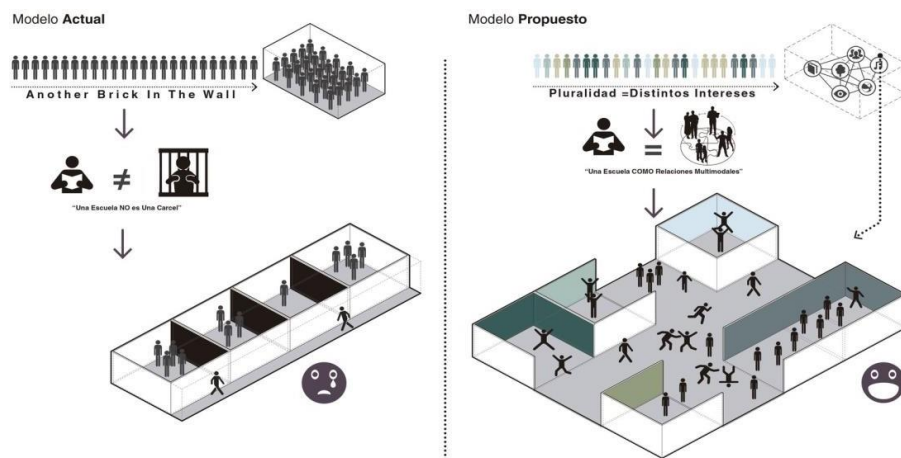 Modelo Actual
Another Brick In The Wall
≠
"Una Escuela NO es Una Carcel"
Modelo Propuesto
Pluralidad =Distintos Intereses
=
"Una Escuela COMO Relaciones Multimodales"